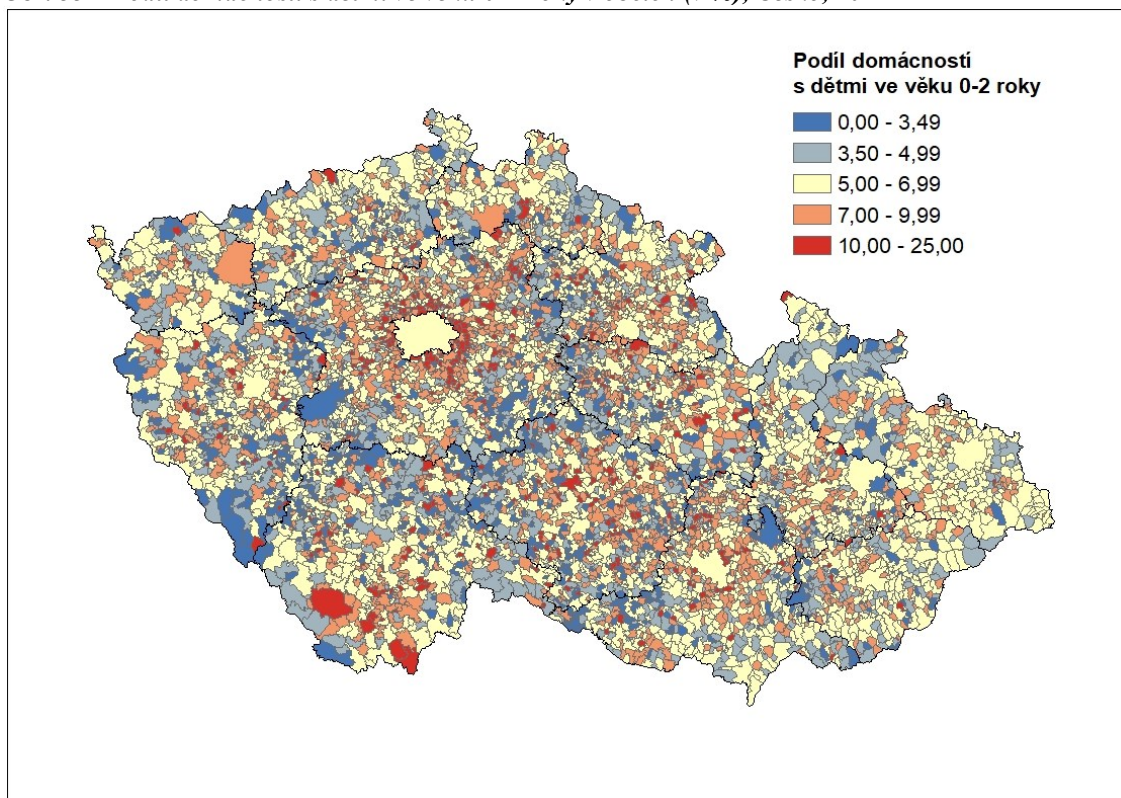 Podíl domácností
s dětmi ve věku 0-2 roky
0,00 - 3,49
3,50 - 4,99
5,00 - 6,99
7,00 - 9,99
10,00 - 25,00